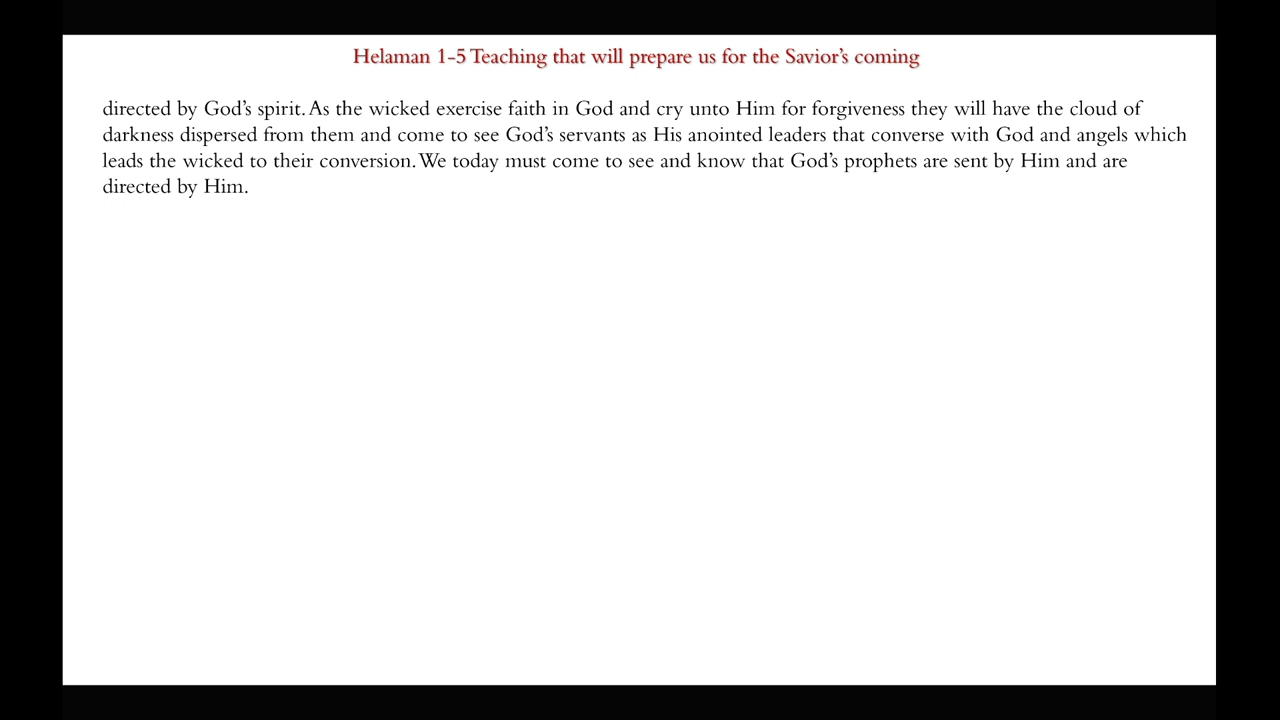 Helaman 1-5 Teaching that will prepare us for the Savior’s coming
directed by God’s spirit. As the wicked exercise faith in God and cry unto Him for forgiveness they will have the cloud of
darkness dispersed from them and come to see God’s servants as His anointed leaders that converse with God and angels which
leads the wicked to their conversion. We today must come to see and know that God’s prophets are sent by Him and are
directed by Him.